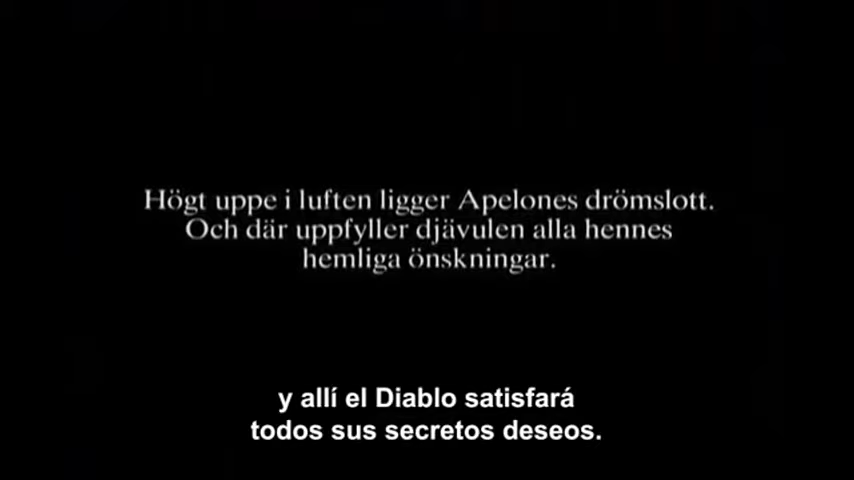 Högt uppe i luften ligger Apelones drömslott.
Och där uppfyller djävulen alla hennes
hemliga önskningar.
y allí el Diablo satisfará
todos sus secretos deseos.